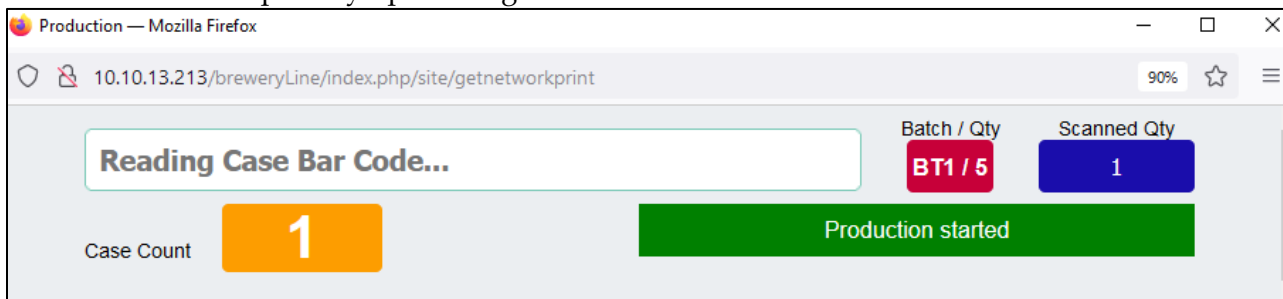 Production — Mozilla Firefox
10.10.13.213/breweryLine/index.php/site/getnetworkprint 90%
Batch / Qty Scanned Qty
Reading Case Bar Code... BT1 / 5 1
Case Count 1 Production started